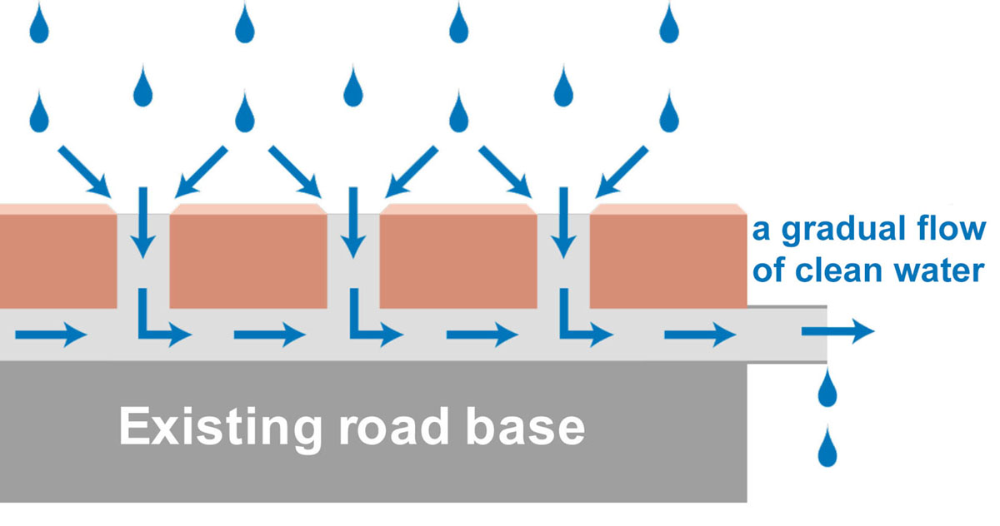 a gradual flow
of clean water
Existing road base